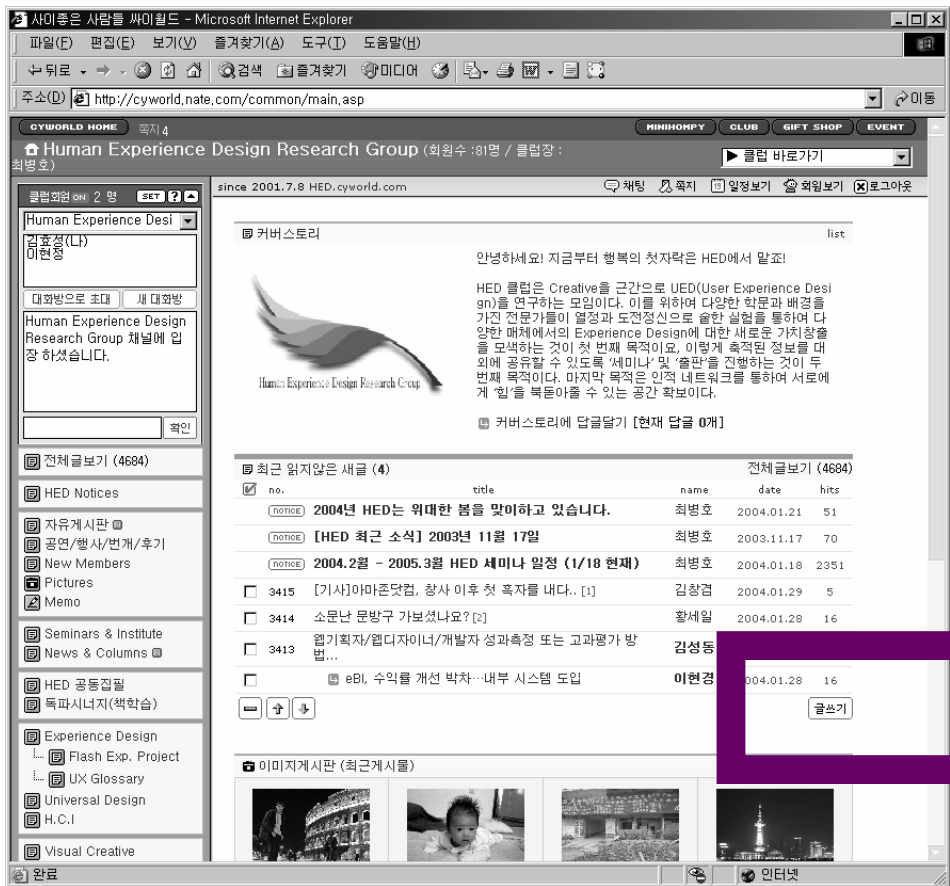 사이좋은 사람들 싸이월드 - Microsoft Internet Explorer
파일(F) 편집(E) 보기(V) 즐겨찾기(A) 도구(T) 도움말(H)
뒤로 검색 즐겨찾기 미디어
주소(D) http://cyworld.nate.com/common/main.asp 이동
CYWORLD HOME 쪽지 4 MINIHOMPY CLUB GIFT SHOP EVENT
Human Experience Design Research Group (회원수 :81명 / 클럽장 :
최병호)
▶ 클럽 바로가기
클럽회원 ON 2 명 SET ?
Human Experience Desi
김효성(나)
이현정
대화방으로 초대 새 대화방
Human Experience Design
Research Group 채널에 입
장 하셨습니다.
확인
전체글보기 (4684)
HED Notices
자유게시판
공연/행사/번개/후기
New Members
Pictures
Memo
Seminars & Institute
News & Columns
HED 공동집필
독파시너지(책학습)
Experience Design
Flash Exp. Project
UX Glossary
Universal Design
H.C.I
Visual Creative
since 2001.7.8 HED.cyworld.com 채팅 쪽지 일정보기 회원보기 로그아웃
커버스토리 list
Human Experience Design Research Group
안녕하세요! 지금부터 행복의 첫자락은 HED에서 맡죠!
HED 클럽은 Creative을 근간으로 UED(User Experience Desi
gn)을 연구하는 모임이다. 이를 위하여 다양한 학문과 배경을
가진 전문가들이 열정과 도전정신으로 숱한 실험을 통하여 다
양한 매체에서의 Experience Design에 대한 새로운 가치창출
을 모색하는 것이 첫 번째 목적이요, 이렇게 축적된 정보를 대
외에 공유할 수 있도록 '세미나' 및 '출판'을 진행하는 것이 두
번째 목적이다. 마지막 목적은 인적 네트워크를 통하여 서로에
게 '힘'을 북돋아줄 수 있는 공간 확보이다.
커버스토리에 답글달기 [현재 답글 0개]
최근 읽지않은 새글 (4) 전체글보기 (4684)
no. title name date hits
NOTICE 2004년 HED는 위대한 봄을 맞이하고 있습니다. 최병호 2004.01.21 51
NOTICE [HED 최근 소식] 2003년 11월 17일 최병호 2003.11.17 70
NOTICE 2004.2월 - 2005.3월 HED 세미나 일정 (1/18 현재) 최병호 2004.01.18 2351
3415 [기사]아마존닷컴, 창사 이후 첫 흑자를 내다.. [1] 김창겸 2004.01.29 5
3414 소문난 문방구 가보셨나요? [2] 황세일 2004.01.28 16
3413 웹기획자/웹디자이너/개발자 성과측정 또는 고과평가 방
법... 김성동
eBI, 수익률 개선 박차…내부 시스템 도입 이현경 004.01.28 16
글쓰기
이미지게시판 (최근게시물)
완료 인터넷